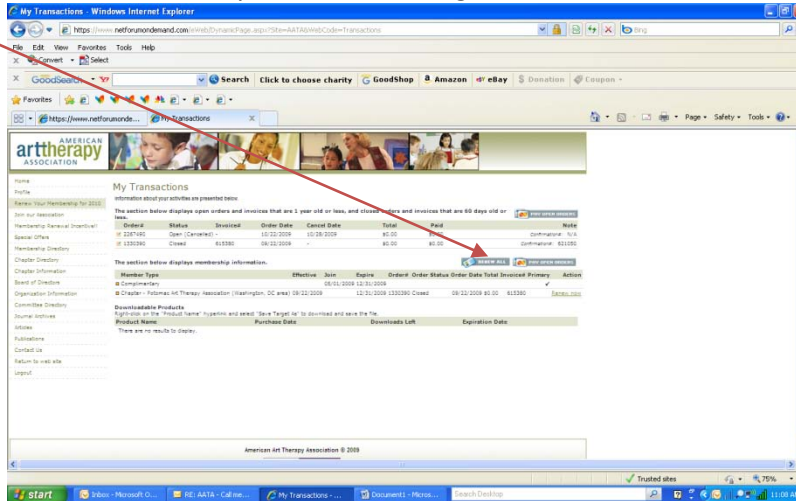 My Transactions - Windows Internet Explorer
https://www.netforumondemand.com/eWeb/DynamicPage.aspx?Site=AATA&WebCode=Transactions
Bing
File Edit View Favorites Tools Help
x Convert Select
x GoodSearch Search Click to choose charity GoodShop Amazon eBay Donation Coupon
Favorites
https://www.netforumonde... My Transactions X
Page Safety Tools
AMERICAN
arttherapy
ASSOCIATION
Home
Profile
Renew Your Membership for 2010
Join our Association
Membership Renewal Incentive!!
Special Offers
Membership Directory
Chapter Directory
Chapter Information
Board of Directors
Organization Information
Committee Directory
Journal Archives
Articles
Publications
Contact Us
Return to web site
Logout
My Transactions
Information about your activities are presented below.
The section below displays open orders and invoices that are 1 year old or less, and closed orders and invoices that are 60 days old or less.
PAY OPEN ORDERS
Order# Status Invoice# Order Date Cancel Date Total Paid Note
2267491 Open (Cancelled) - 10/22/2009 10/28/2009 $0.00 $0.00 Confirmation#: N/A
1330390 Closed 615390 09/22/2009 - $0.00 $0.00 Confirmation#: 521050
The section below displays membership information.
RENEW ALL PAY OPEN ORDERS
Member Type Effective Join Expire Order# Order Status Order Date Total Invoiced Primary Action
Complimentary 05/01/2009 12/31/2009
Chapter - Potomac Art Therapy Association (Washington, DC area) 09/22/2009 12/31/2009 1330390 Closed 09/22/2009 $0.00 615390 Renew now
Downloadable Products
Right-click on the "Product Name" hyperlink and select "Save Target As" to download and save the file.
Product Name Purchase Date Downloads Left Expiration Date
There are no results to display.
American Art Therapy Association © 2009
Trusted sites 75%
start Inbox - Microsoft O... RE: AATA - Call me... My Transactions - ... Document1 - Micros... Search Desktop 11:08 AM